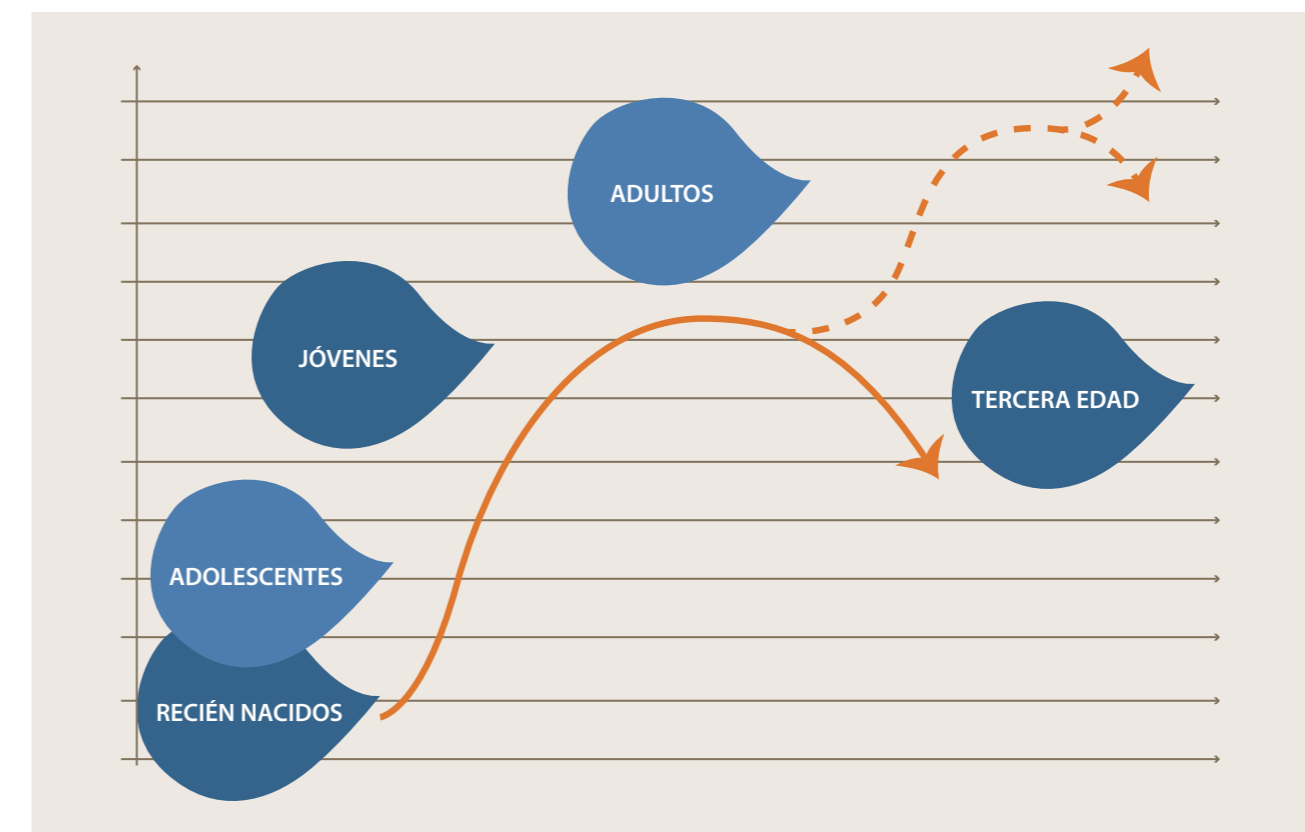 ADULTOS
JÓVENES
TERCERA EDAD
ADOLESCENTES
RECIÉN NACIDOS